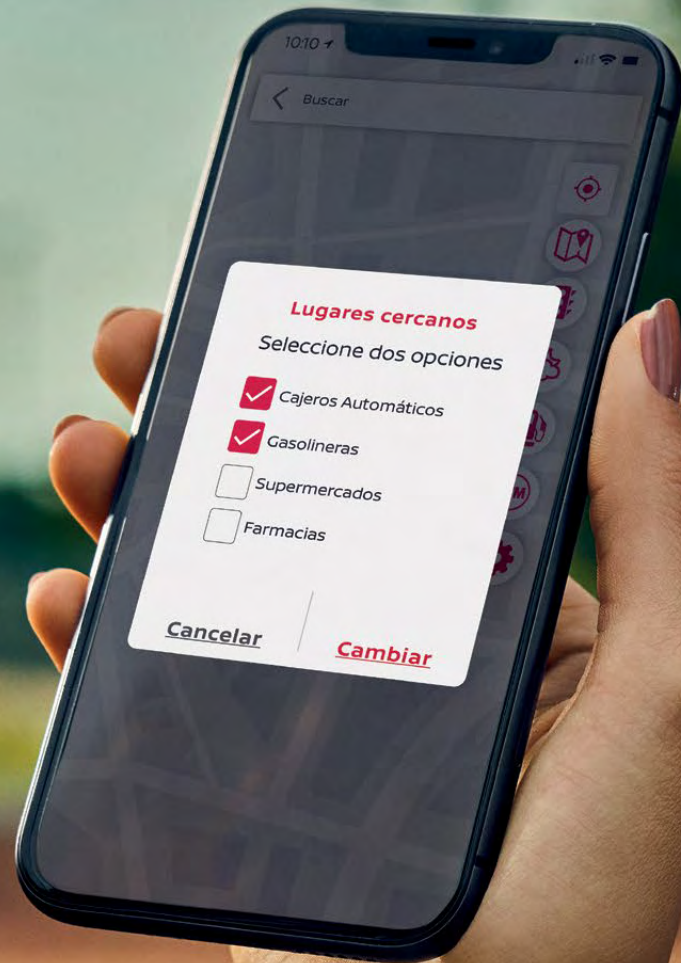 10:10
Buscar
Lugares cercanos
Seleccione dos opciones
Cajeros Automáticos
Gasolineras
Supermercados
Farmacias
Cancelar
Cambiar